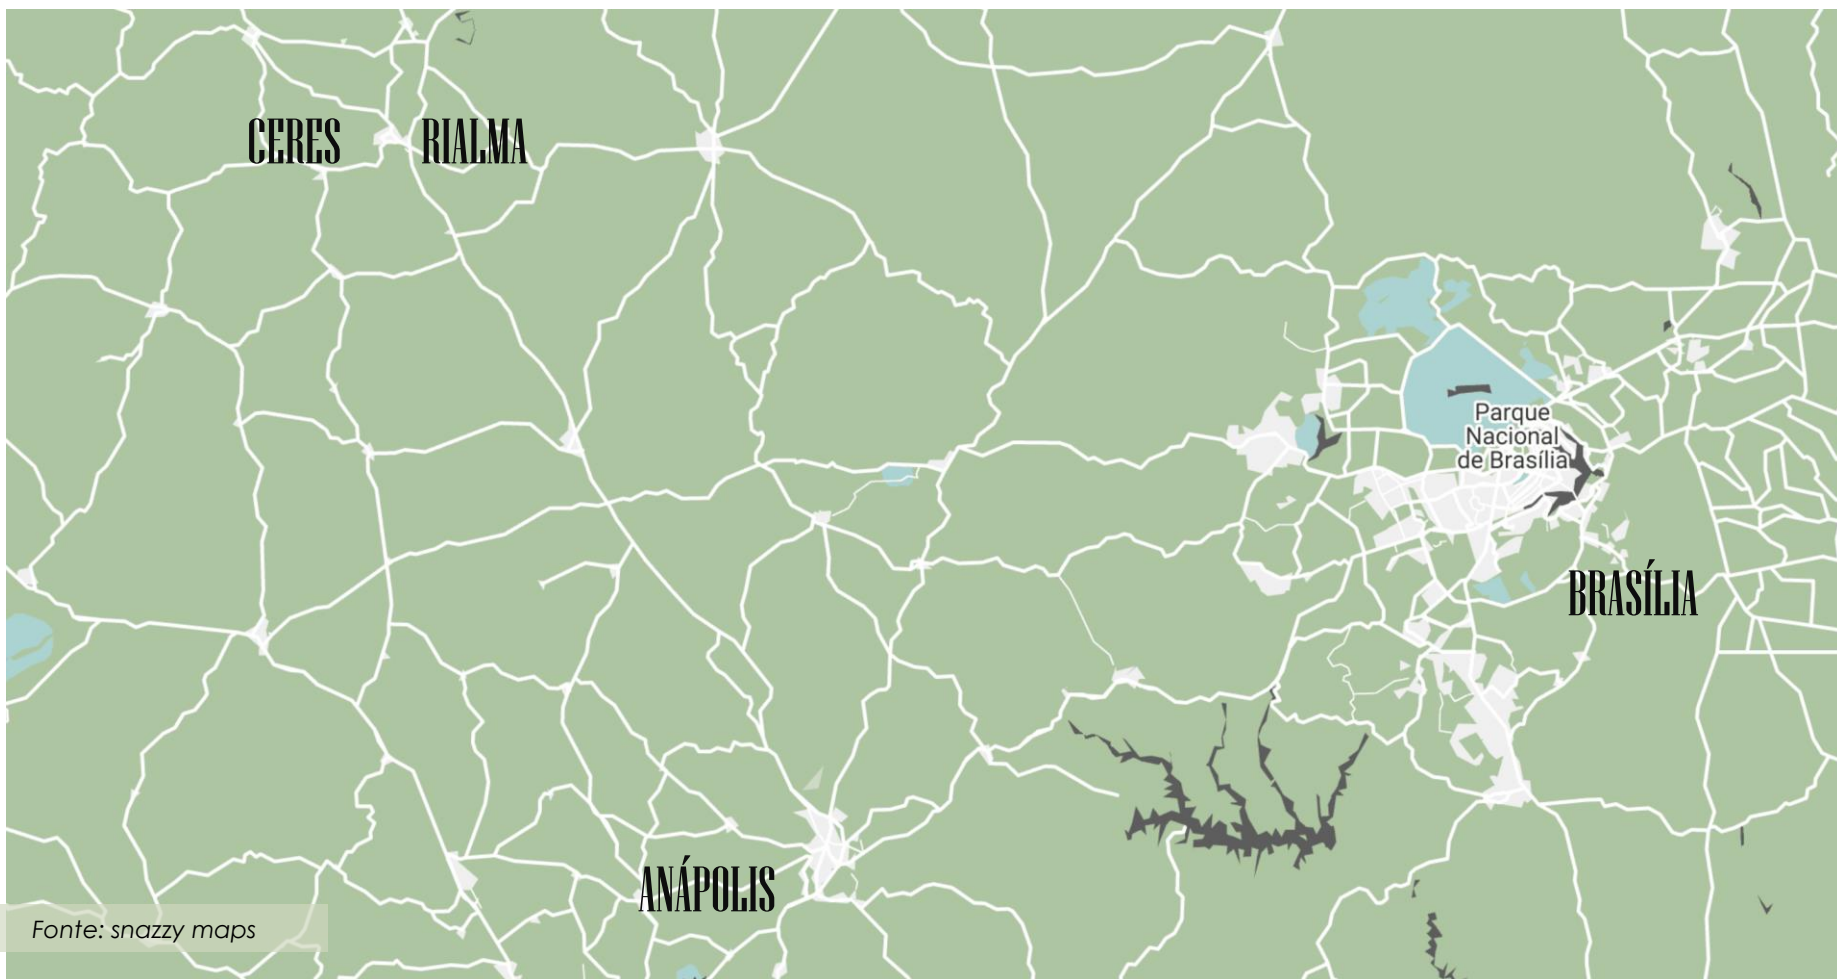 CERES
RIALMA
Parque
Nacional
de Brasília
BRASÍLIA
ANÁPOLIS
Fonte: snazzy maps